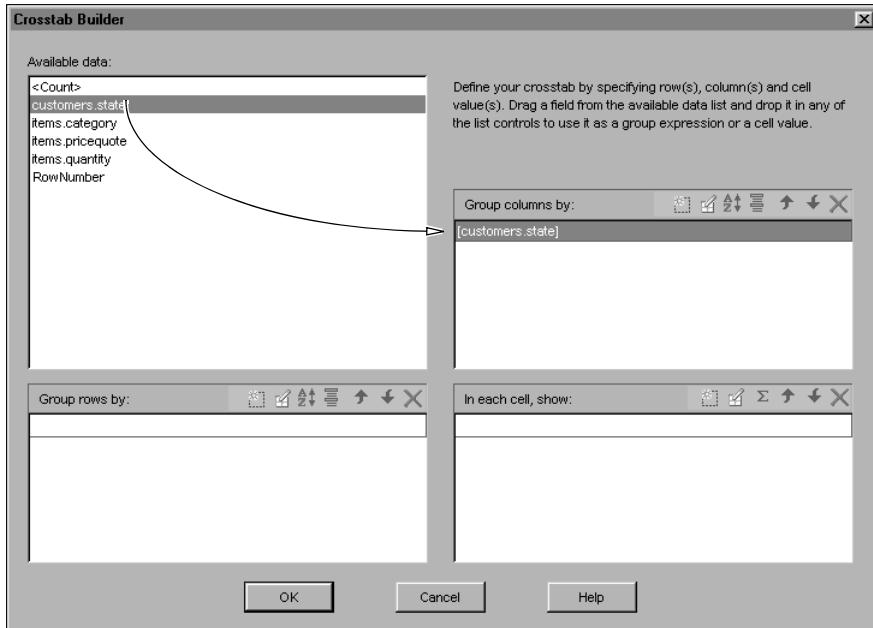 Crosstab Builder
Available data:
<Count>
customers.state
items.category
items.pricequote
items.quantity
RowNumber
Define your crosstab by specifying row(s), column(s) and cell
value(s). Drag a field from the available data list and drop it in any of
the list controls to use it as a group expression or a cell value.
Group columns by:
[customers.state]
Group rows by:
In each cell, show:
OK
Cancel
Help